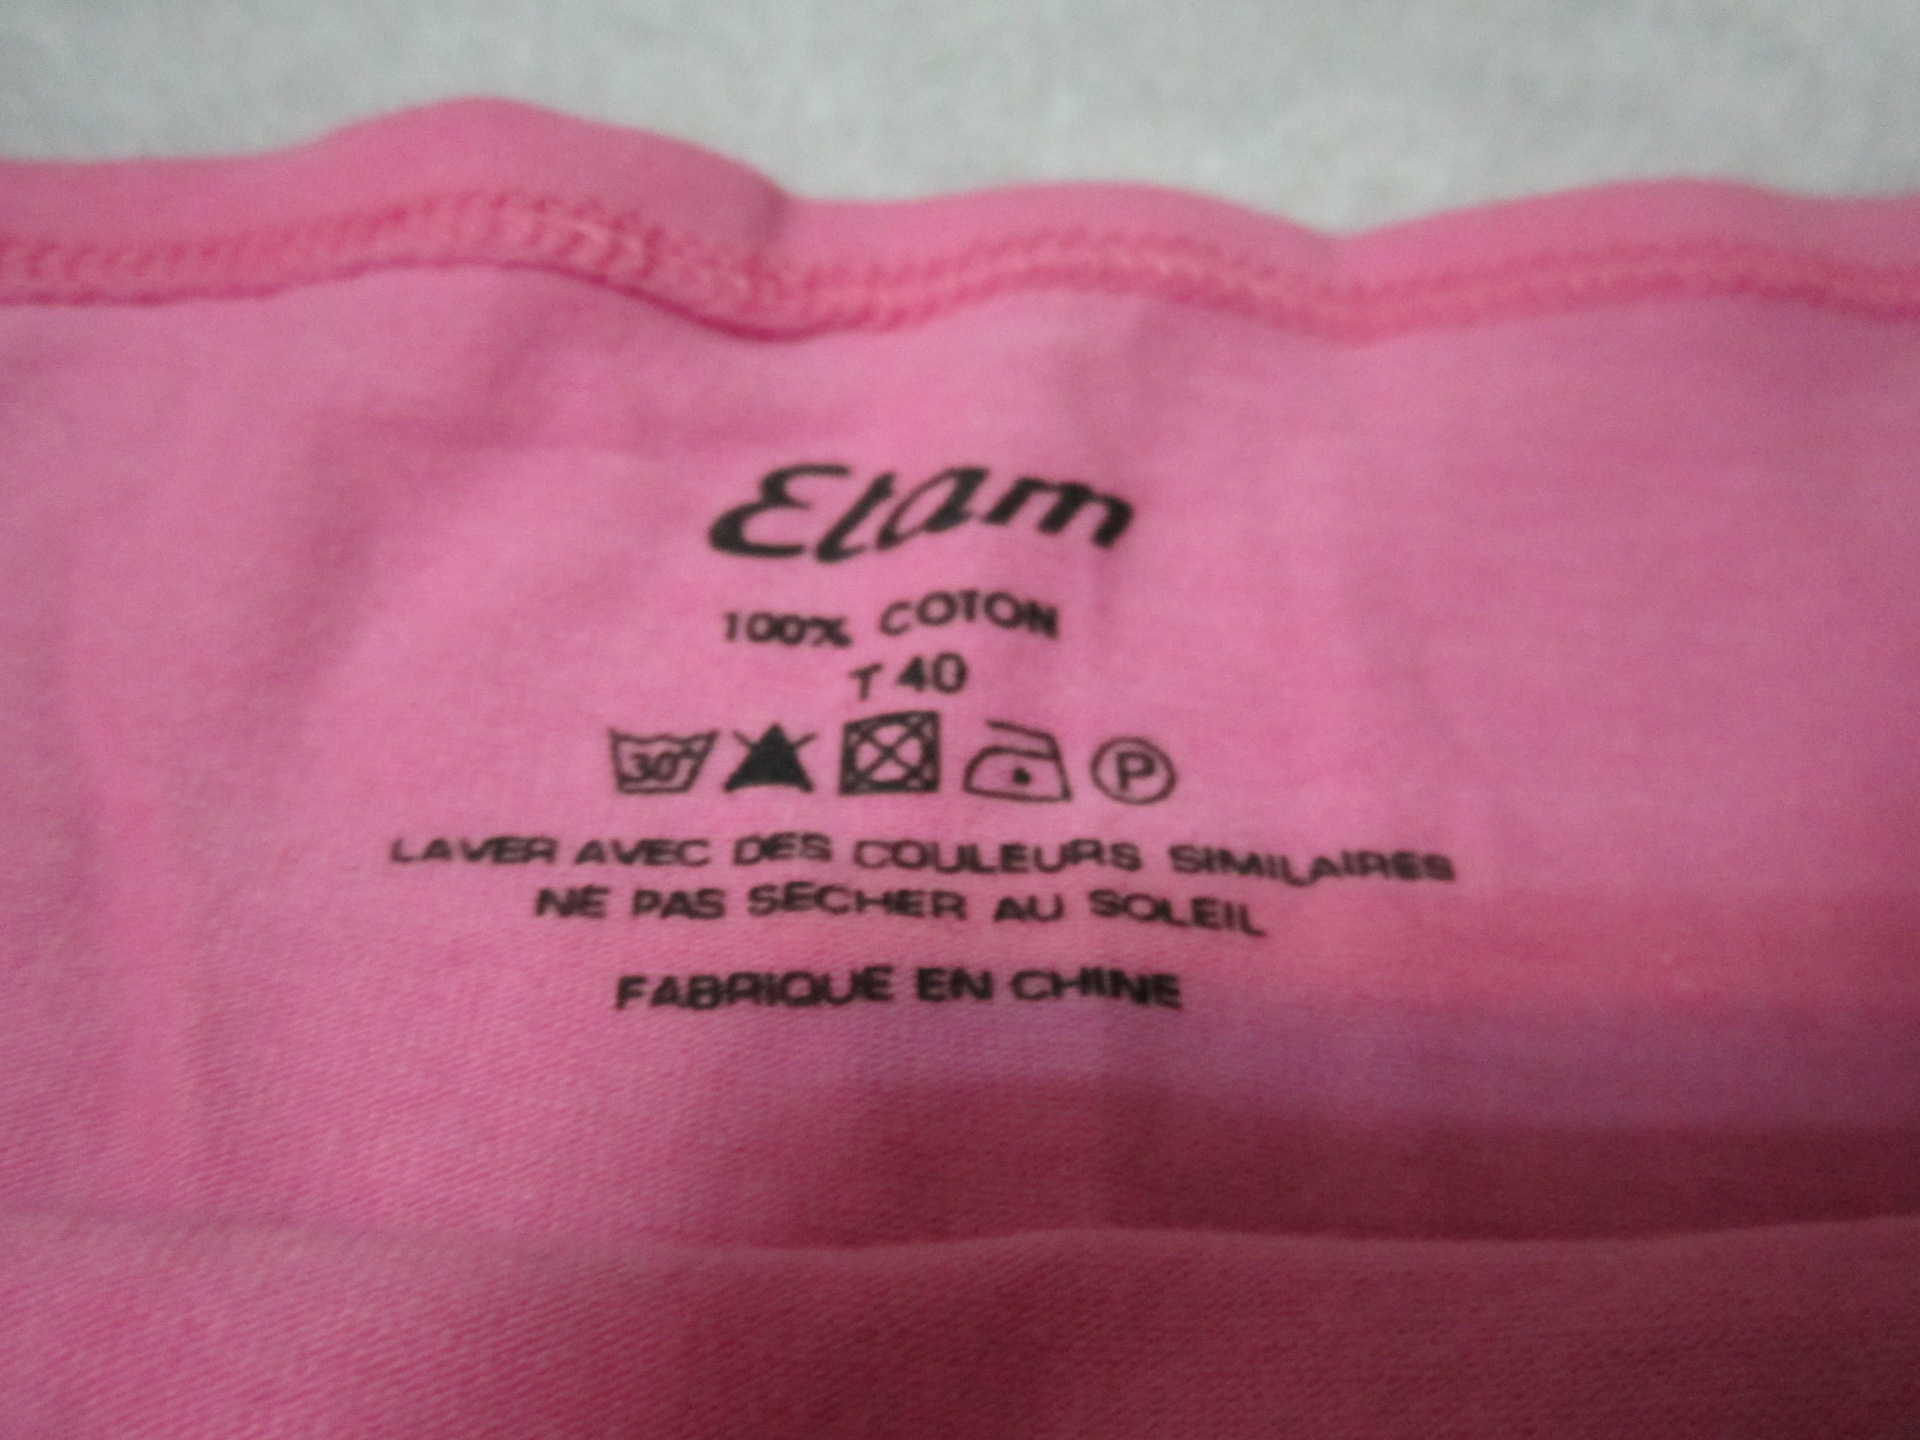 Etam
100% COTON
T 40
30°
P
LAVER AVEC DES COULEURS SIMILAIRES
NE PAS SECHER AU SOLEIL
FABRIQUE EN CHINE